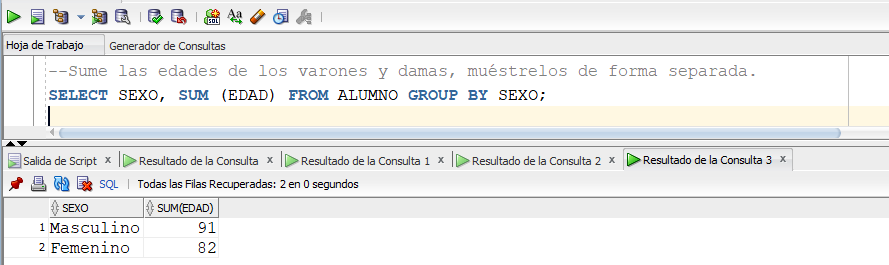 SQL
Aa
Hoja de Trabajo Generador de Consultas
--Sume las edades de los varones y damas, muéstrelos de forma separada.
SELECT SEXO, SUM (EDAD) FROM ALUMNO GROUP BY SEXO;
Salida de Script x Resultado de la Consulta x Resultado de la Consulta 1 x Resultado de la Consulta 2 x Resultado de la Consulta 3 x
SQL | Todas las Filas Recuperadas: 2 en 0 segundos
SEXO SUM(EDAD)
1 Masculino 91
2 Femenino 82